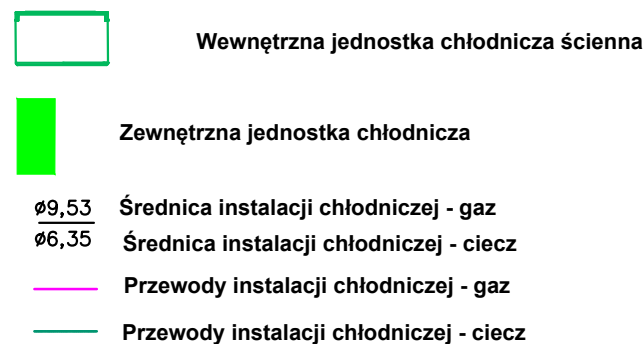 Wewnętrzna jednostka chłodnicza ścienna
Zewnętrzna jednostka chłodnicza
ø9,53 Średnica instalacji chłodniczej - gaz
ø6,35 Średnica instalacji chłodniczej - ciecz
Przewody instalacji chłodniczej - gaz
Przewody instalacji chłodniczej - ciecz